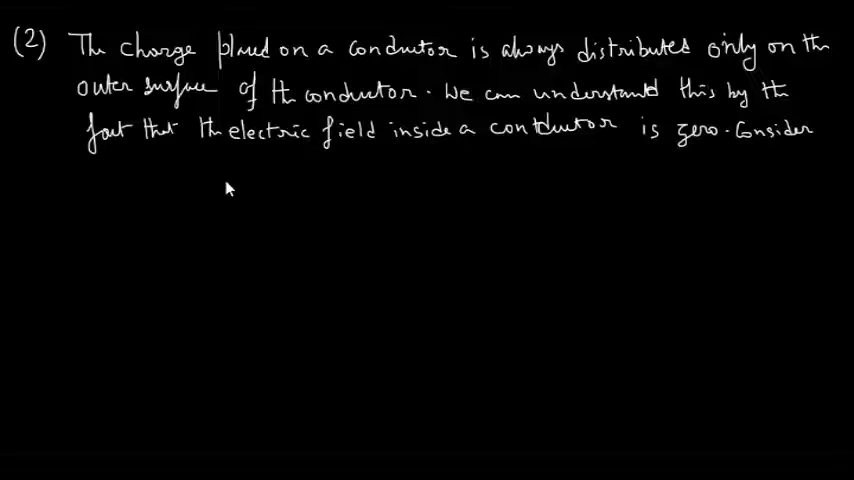 (2) The charge placed on a conductor is always distributed only on the
outer surface of the conductor. We can understand this by the
fact that the electric field inside a conductor is zero. Consider